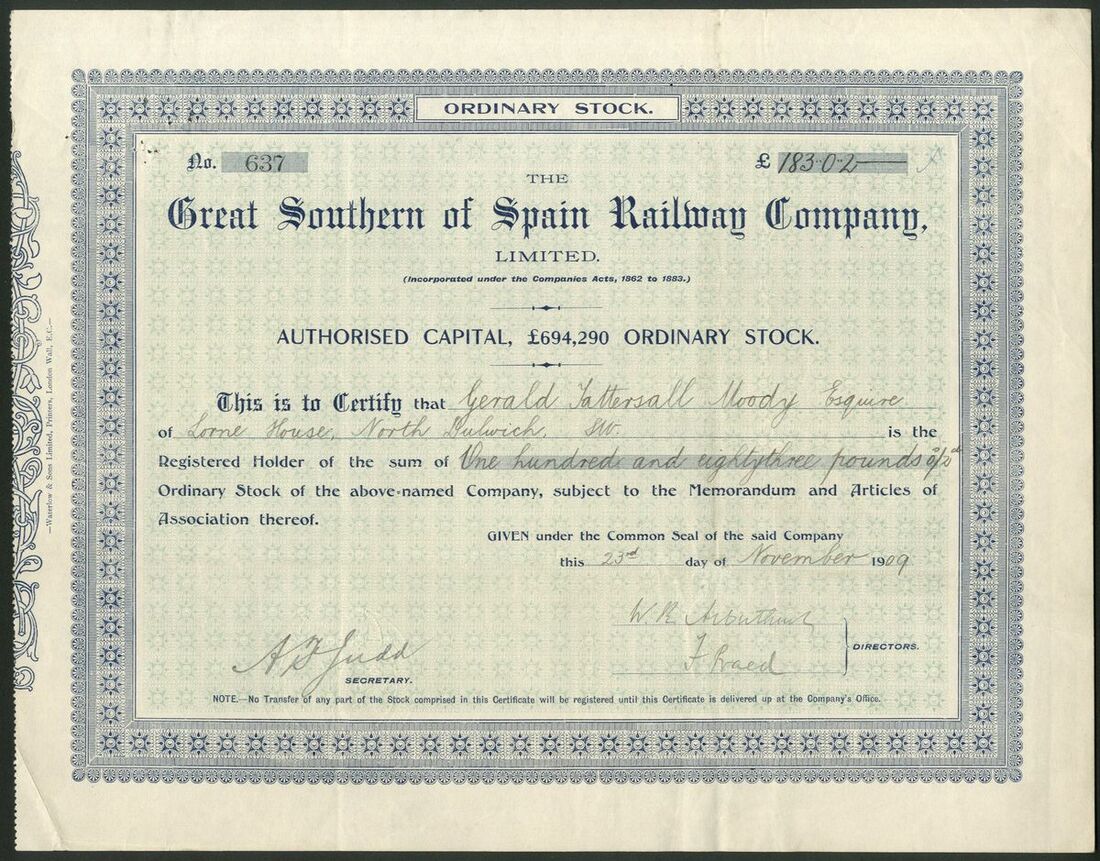 ORDINARY STOCK.
No. 637 £ 183.0.2
THE
Great Southern of Spain Railway Company,
LIMITED.
(Incorporated under the Companies Acts, 1862 to 1883.)
AUTHORISED CAPITAL, £694,290 ORDINARY STOCK.
This is to Certify that Gerald Tattersall Moody Esquire
of Lorne House, North Dulwich, SW. is the
Registered Holder of the sum of One hundred and eightythree pounds
Ordinary Stock of the above-named Company, subject to the Memorandum and Articles of
Association thereof.
GIVEN under the Common Seal of the said Company
this 23rd day of November 1909
W. R. Arbuthnot
F Praed
DIRECTORS.
A F Judd
SECRETARY.
NOTE.—No Transfer of any part of the Stock comprised in this Certificate will be registered until this Certificate is delivered up at the Company's Office.
—Waterlow & Sons Limited, Printers, London Wall, E.C.—